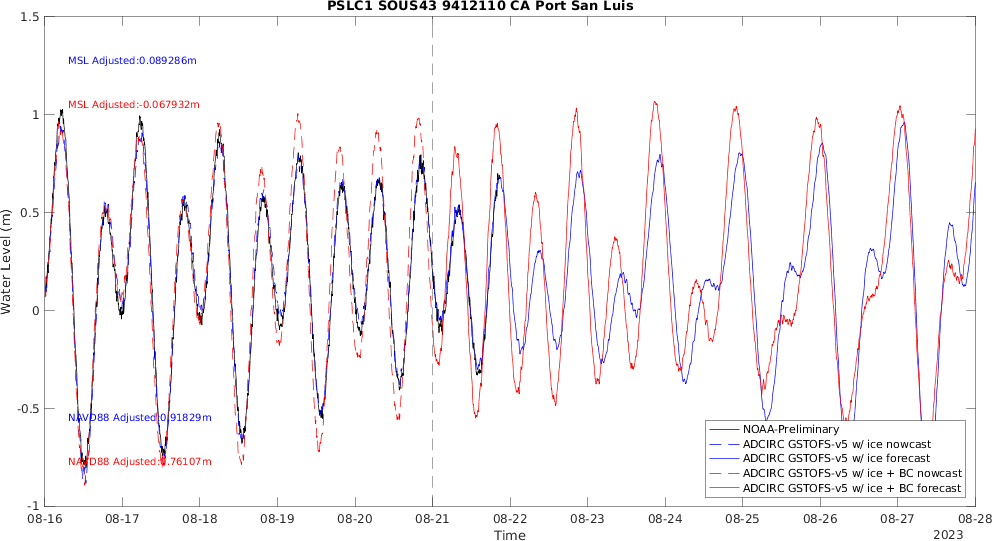 PSLC1 SOUS43 9412110 CA Port San Luis
1.5
MSL Adjusted:0.089286m
MSL Adjusted:-0.067932m
1
0.5
Water Level (m)
0
-0.5
NAVD88 Adjusted:0.91829m
NAVD88 Adjusted:0.76107m
NOAA-Preliminary
ADCIRC GSTOFS-v5 w/ ice nowcast
ADCIRC GSTOFS-v5 w/ ice forecast
ADCIRC GSTOFS-v5 w/ ice + BC nowcast
ADCIRC GSTOFS-v5 w/ ice + BC forecast
-1
08-16 08-17 08-18 08-19 08-20 08-21 08-22 08-23 08-24 08-25 08-26 08-27 08-28
Time
2023